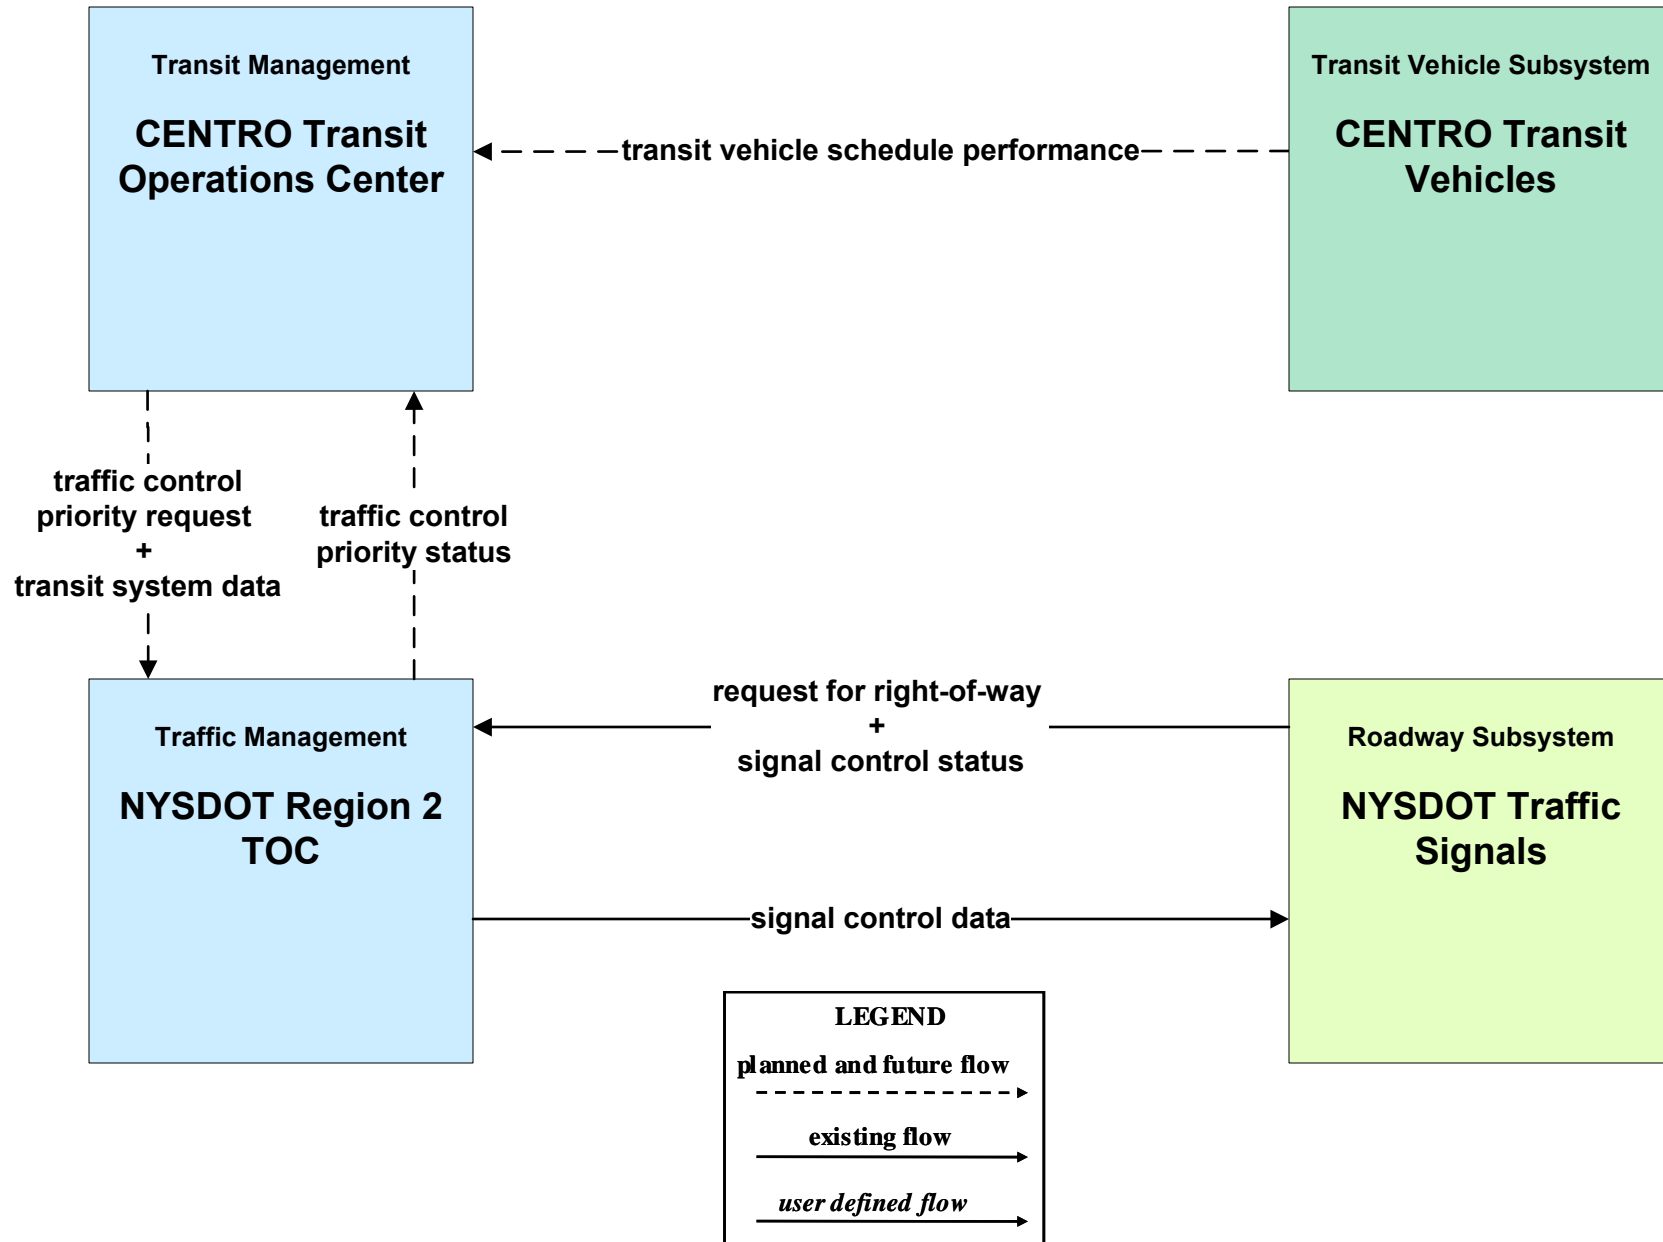 Transit Management
CENTRO Transit
Operations Center
transit vehicle schedule performance
Transit Vehicle Subsystem
CENTRO Transit
Vehicles
traffic control
priority request
+
transit system data
traffic control
priority status
Traffic Management
NYSDOT Region 2
TOC
request for right-of-way
+
signal control status
signal control data
Roadway Subsystem
NYSDOT Traffic
Signals
LEGEND
planned and future flow
existing flow
user defined flow